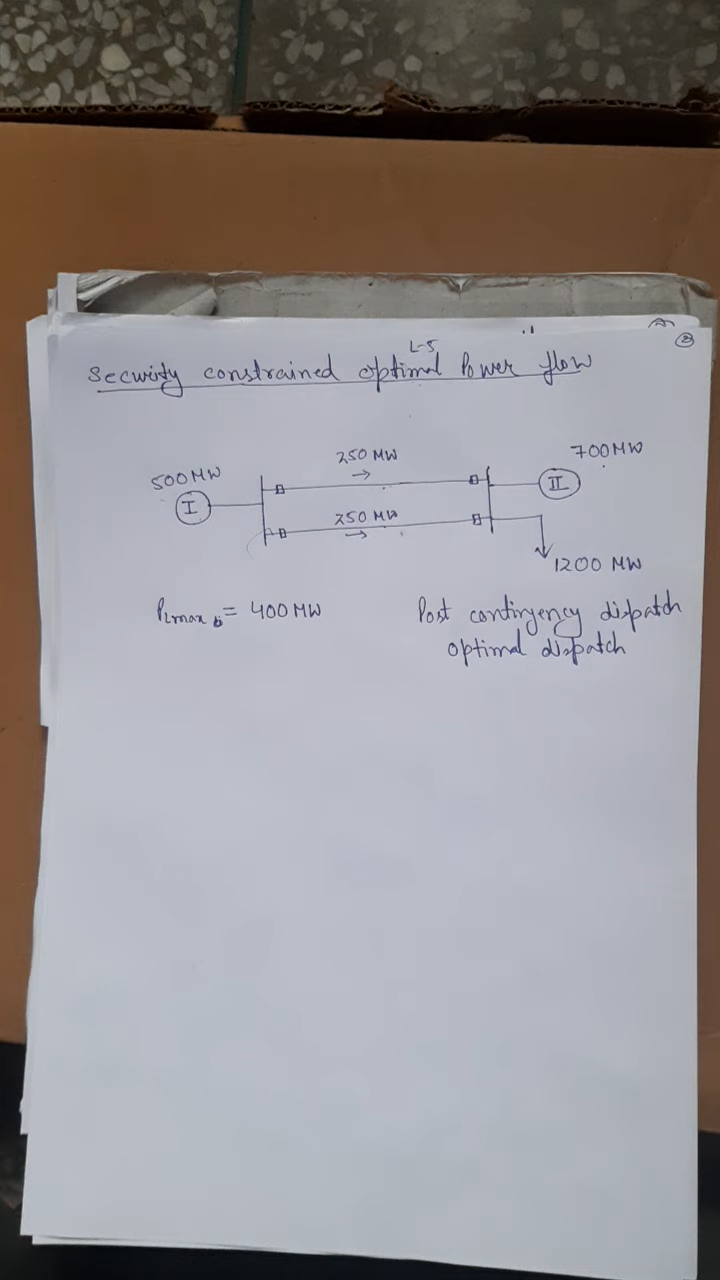 L-5
②
Security constrained optimal Power flow
250 MW
700 MW
500 MW
I
II
250 MW
1200 MW
PLmax = 400 MW
Post contingency dispatch
optimal dispatch